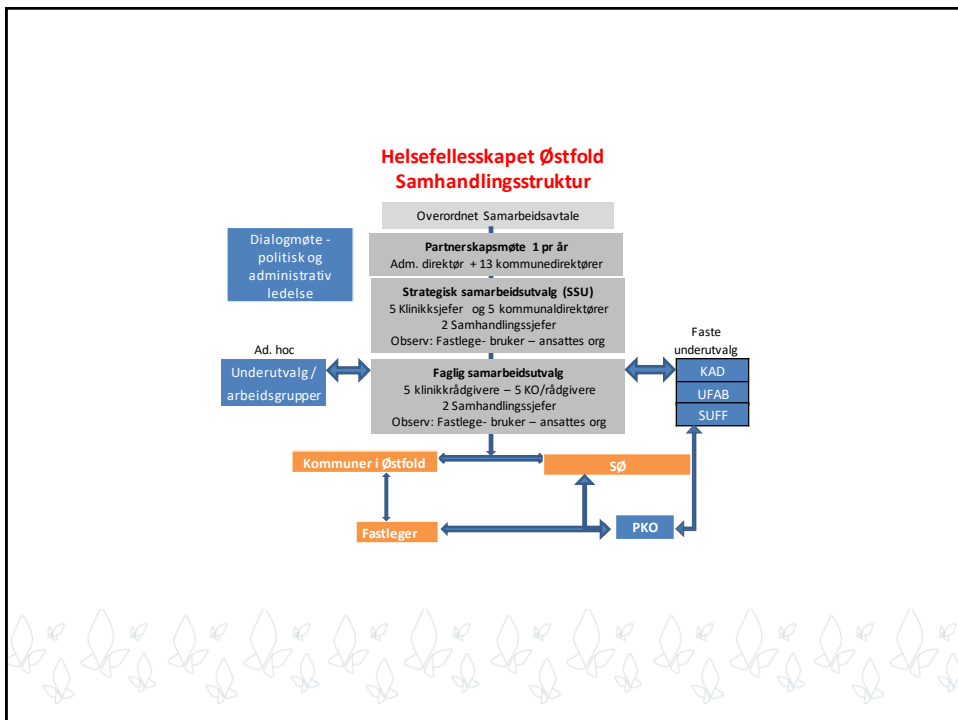 Helsefellesskapet Østfold
Samhandlingsstruktur
Overordnet Samarbeidsavtale
Dialogmøte -
politisk og
administrativ
ledelse
Partnerskapsmøte 1 pr år
Adm. direktør + 13 kommunedirektører
Strategisk samarbeidsutvalg (SSU)
5 Klinikksjefer og 5 kommunaldirektører
2 Samhandlingssjefer
Observ: Fastlege- bruker – ansattes org
Ad. hoc
Underutvalg /
arbeidsgrupper
Faglig samarbeidsutvalg
5 klinikkrådgivere – 5 KO/rådgivere
2 Samhandlingssjefer
Observ: Fastlege- bruker – ansattes org
Faste
underutvalg
KAD
UFAB
SUFF
Kommuner i Østfold
SØ
Fastleger
PKO